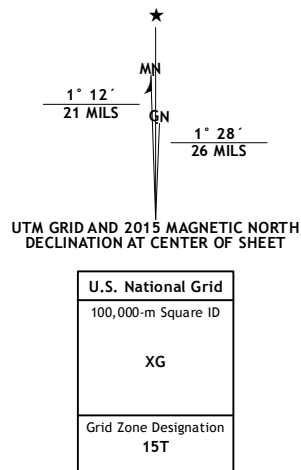 ★
MN
1° 12´
21 MILS
GN
1° 28´
26 MILS
UTM GRID AND 2015 MAGNETIC NORTH
DECLINATION AT CENTER OF SHEET
U.S. National Grid
100,000-m Square ID
XG
Grid Zone Designation
15T